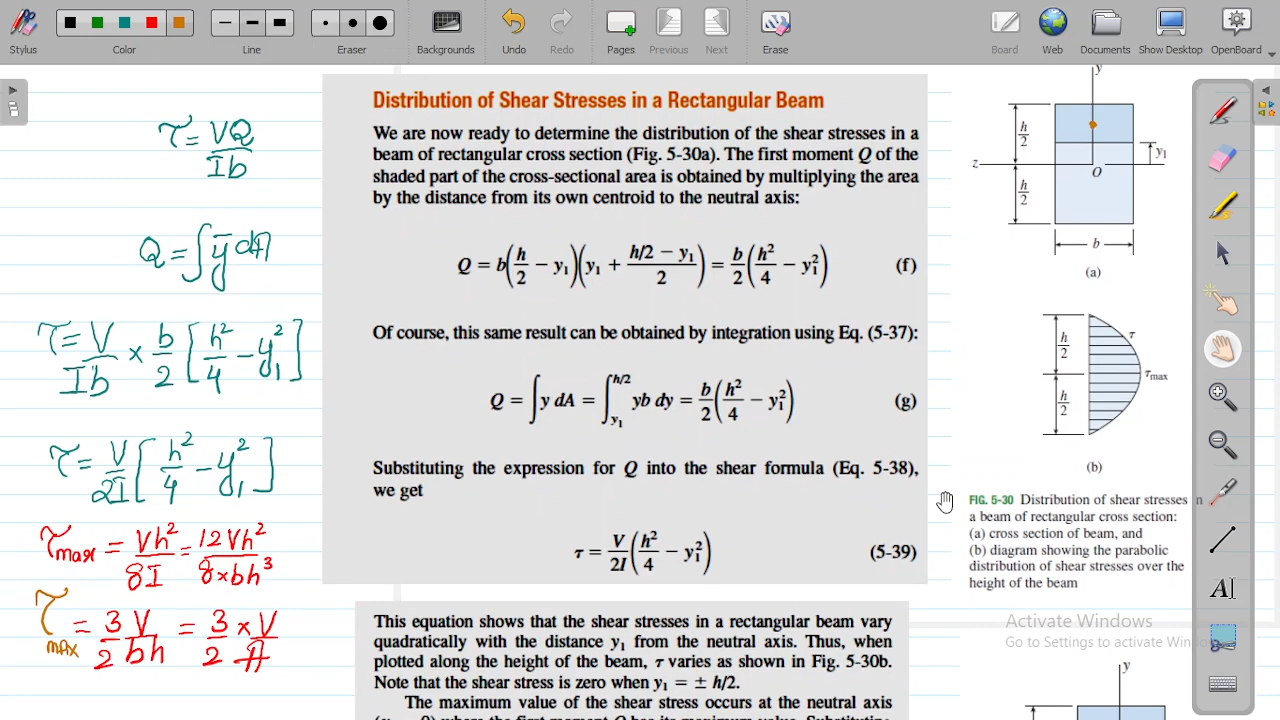 Stylus
Color
Line
Eraser
Backgrounds
Undo
Redo
Pages
Previous
Next
Erase
Board
Web
Documents
Show Desktop
OpenBoard
τ = VQ/Ib
Q = ∫ȳ dA
τ = V/Ib × b/2 [h²/4 − y₁²]
τ = V/2I [h²/4 − y₁²]
τmax = Vh²/8I = 12Vh²/8×bh³
τmax = 3/2 V/bh = 3/2 × V/A
Distribution of Shear Stresses in a Rectangular Beam
We are now ready to determine the distribution of the shear stresses in a
beam of rectangular cross section (Fig. 5-30a). The first moment Q of the
shaded part of the cross-sectional area is obtained by multiplying the area
by the distance from its own centroid to the neutral axis:
Q = b(h/2 − y₁)(y₁ + (h/2 − y₁)/2) = b/2(h²/4 − y₁²) (f)
Of course, this same result can be obtained by integration using Eq. (5-37):
Q = ∫y dA = ∫y₁^h/2 yb dy = b/2(h²/4 − y₁²) (g)
Substituting the expression for Q into the shear formula (Eq. 5-38),
we get
τ = V/2I(h²/4 − y₁²) (5-39)
This equation shows that the shear stresses in a rectangular beam vary
quadratically with the distance y₁ from the neutral axis. Thus, when
plotted along the height of the beam, τ varies as shown in Fig. 5-30b.
Note that the shear stress is zero when y₁ = ± h/2.
The maximum value of the shear stress occurs at the neutral axis
y
h/2
y₁
z
O
h/2
b
(a)
h/2
τ
τmax
h/2
(b)
FIG. 5-30 Distribution of shear stresses in
a beam of rectangular cross section:
(a) cross section of beam, and
(b) diagram showing the parabolic
distribution of shear stresses over the
height of the beam
Activate Windows
Go to Settings to activate Windows
y
A